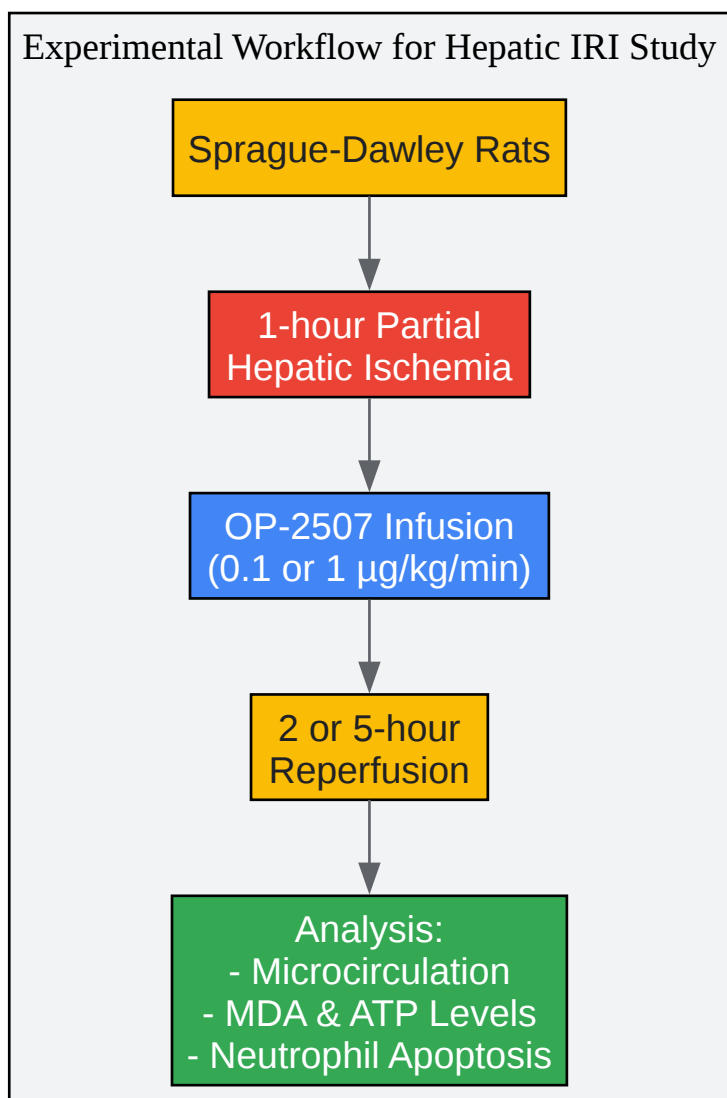 Experimental Workflow for Hepatic IRI Study
Sprague-Dawley Rats
1-hour Partial
Hepatic Ischemia
OP-2507 Infusion
(0.1 or 1 µg/kg/min)
2 or 5-hour
Reperfusion
Analysis:
- Microcirculation
- MDA & ATP Levels
- Neutrophil Apoptosis